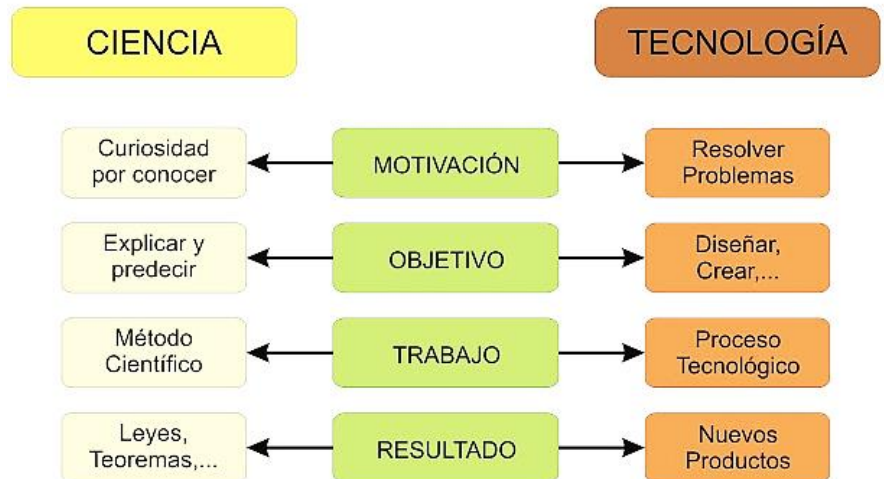 CIENCIA
TECNOLOGÍA
Curiosidad
por conocer
MOTIVACIÓN
Resolver
Problemas
Explicar y
predecir
OBJETIVO
Diseñar,
Crear,...
Método
Científico
TRABAJO
Proceso
Tecnológico
Leyes,
Teoremas,...
RESULTADO
Nuevos
Productos